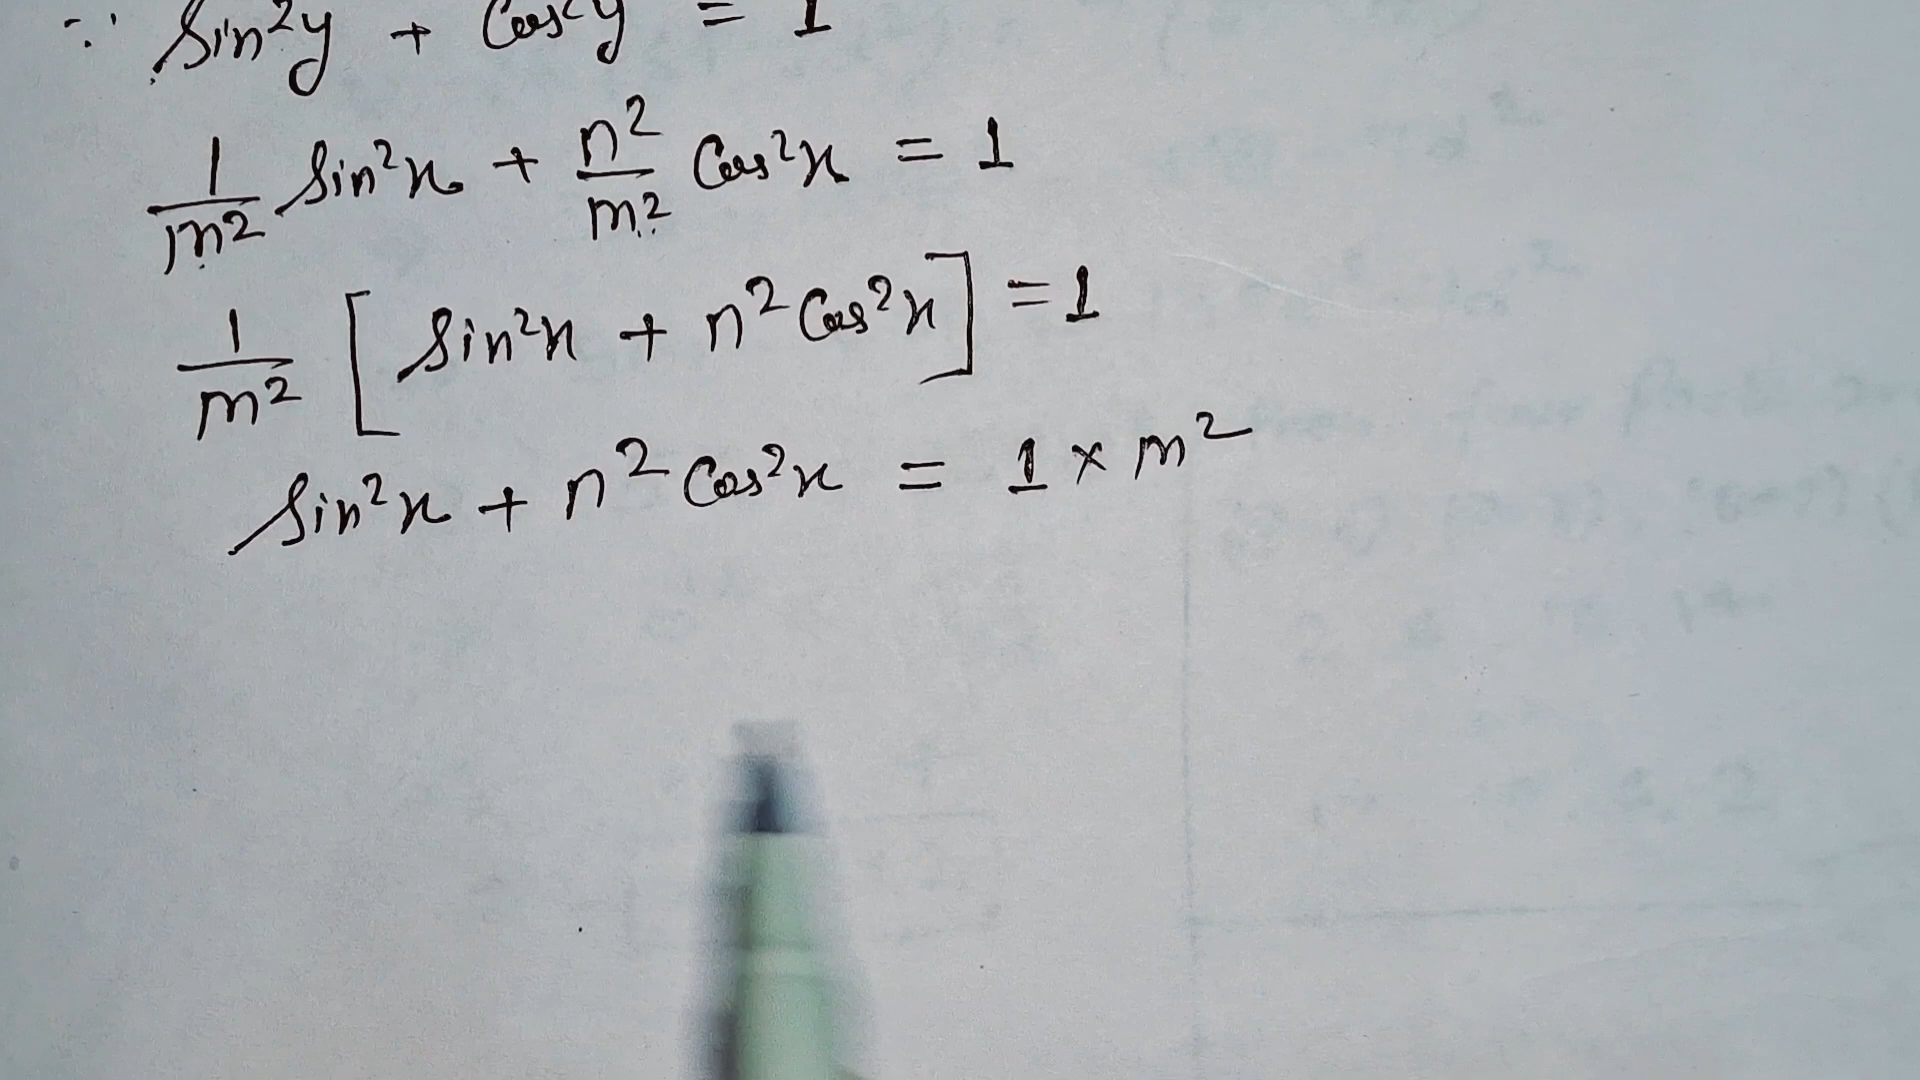 ∵ sin²y + cos²y = 1
1/m² sin²x + n²/m² cos²x = 1
1/m² [sin²x + n² cos²x] = 1
sin²x + n² cos²x = 1 × m²